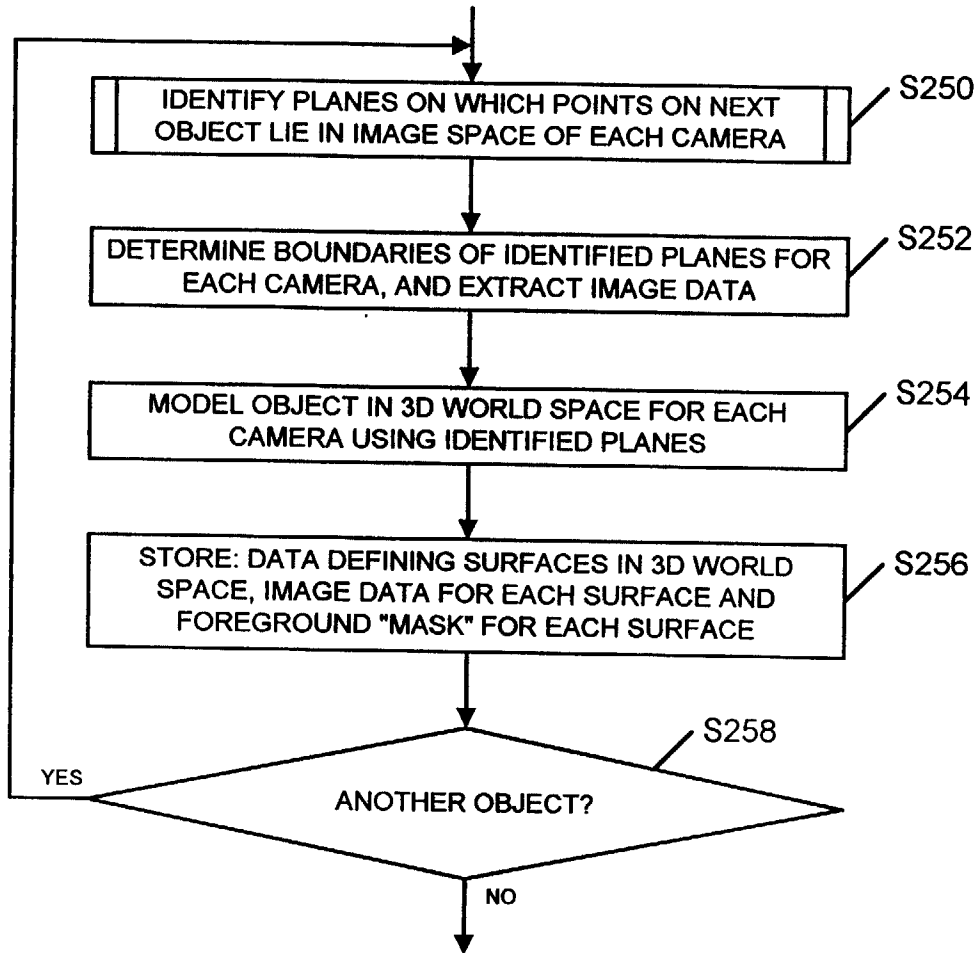 IDENTIFY PLANES ON WHICH POINTS ON NEXT
OBJECT LIE IN IMAGE SPACE OF EACH CAMERA
S250
DETERMINE BOUNDARIES OF IDENTIFIED PLANES FOR
EACH CAMERA, AND EXTRACT IMAGE DATA
S252
MODEL OBJECT IN 3D WORLD SPACE FOR EACH
CAMERA USING IDENTIFIED PLANES
S254
STORE: DATA DEFINING SURFACES IN 3D WORLD
SPACE, IMAGE DATA FOR EACH SURFACE AND
FOREGROUND "MASK" FOR EACH SURFACE
S256
S258
YES
ANOTHER OBJECT?
NO